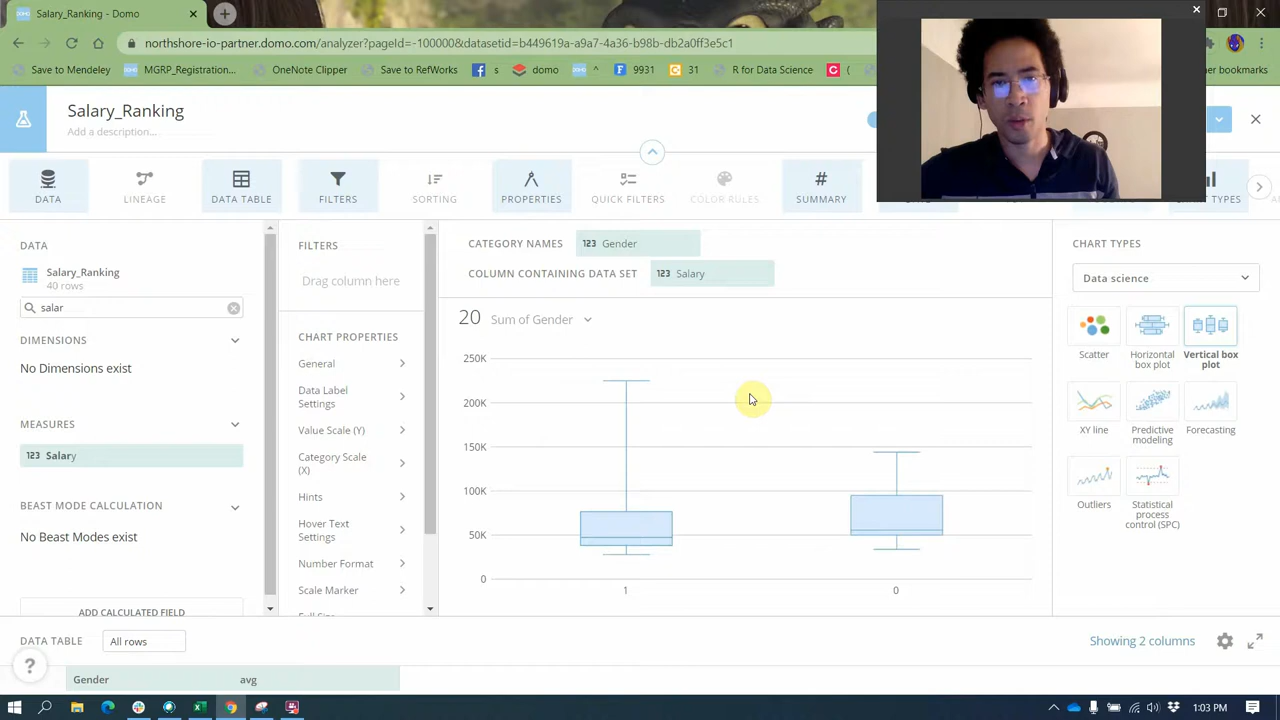 Salary_Ranking - Domo
northshore-io-partner.domo.com/analyzer?pageId=-100000&datasetid=b449619a-a9a7-4a36-b98b-db2a0ff3e5c1
Save to Mendeley
MGRP_Registration...
OneNote Clipper
Save to RefWorks
s
domo
^
9931
31
R for Data Science
{
her bookmarks
Salary_Ranking
Add a description...
DATA
LINEAGE
DATA TABLE
FILTERS
SORTING
PROPERTIES
QUICK FILTERS
COLOR RULES
SUMMARY
CHART TYPES
AN
DATA
Salary_Ranking
40 rows
salar
DIMENSIONS
No Dimensions exist
MEASURES
123 Salary
BEAST MODE CALCULATION
No Beast Modes exist
ADD CALCULATED FIELD
FILTERS
Drag column here
CHART PROPERTIES
General
Data Label
Settings
Value Scale (Y)
Category Scale
(X)
Hints
Hover Text
Settings
Number Format
Scale Marker
CATEGORY NAMES
123 Gender
COLUMN CONTAINING DATA SET
123 Salary
20 Sum of Gender
250K
200K
150K
100K
50K
0
1
0
CHART TYPES
Data science
Scatter
Horizontal
box plot
Vertical box
plot
XY line
Predictive
modeling
Forecasting
Outliers
Statistical
process
control (SPC)
DATA TABLE
All rows
Showing 2 columns
?
Gender
avg
1:03 PM